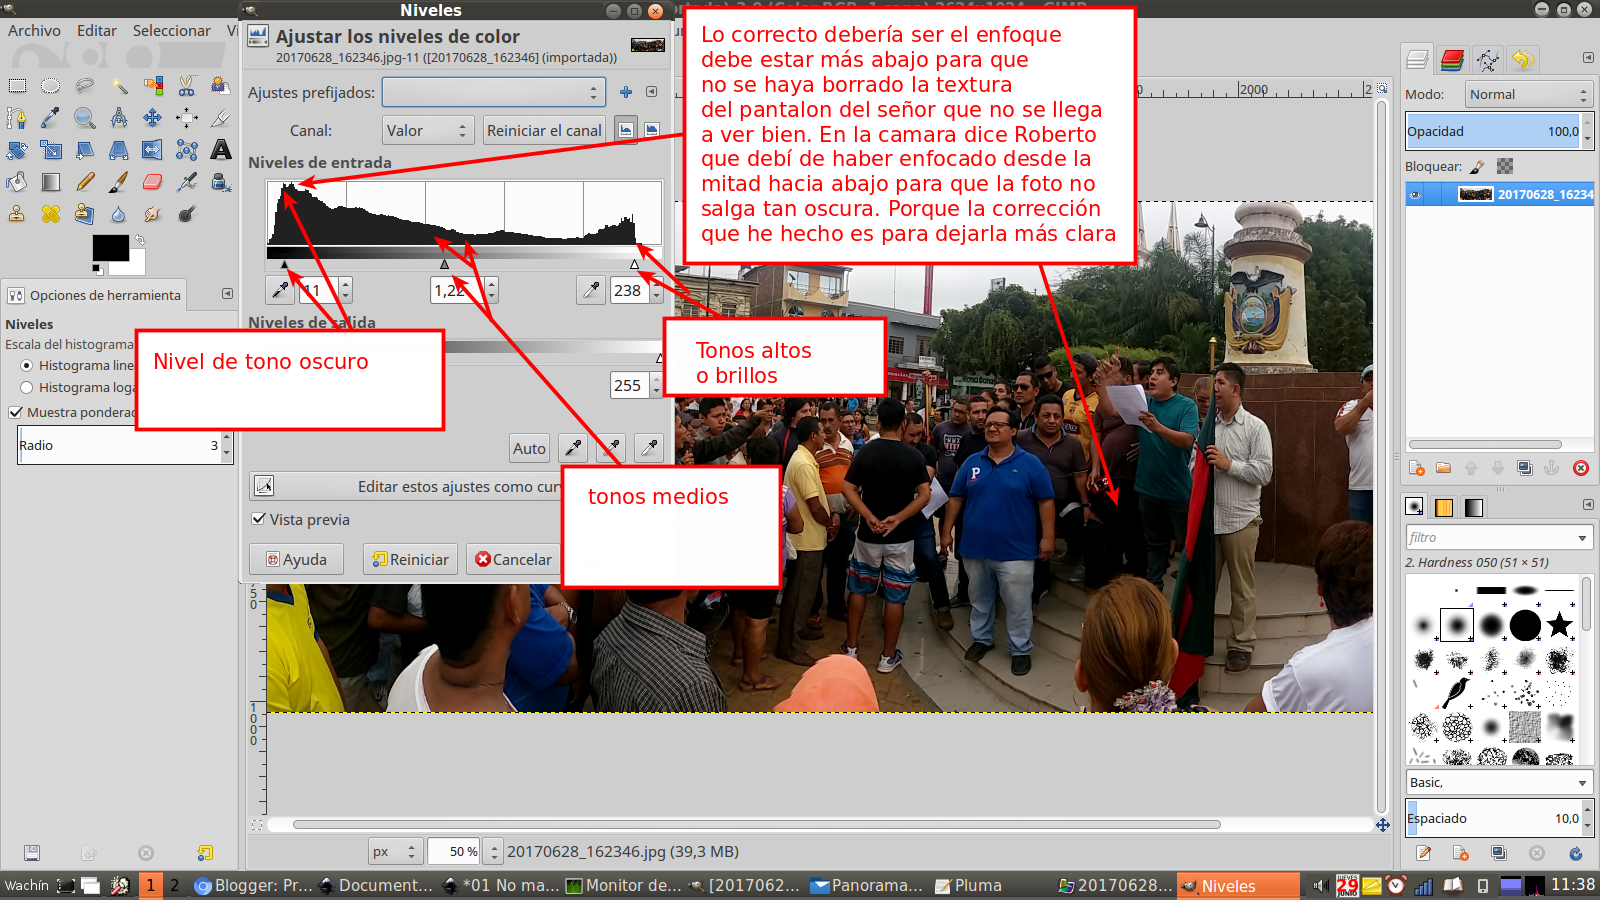 Niveles
Archivo Editar Seleccionar
Ajustar los niveles de color
20170628_162346.jpg-11 ([20170628_162346] (importada))
Ajustes prefijados:
Canal: Valor Reiniciar el canal
Niveles de entrada
11 238
Niveles de salida
255
Auto
Editar estos ajustes como
Vista previa
Ayuda Reiniciar Cancelar
Lo correcto debería ser el enfoque
debe estar más abajo para que
no se haya borrado la textura
del pantalon del señor que no se llega
a ver bien. En la camara dice Roberto
que debí de haber enfocado desde la
mitad hacia abajo para que la foto no
salga tan oscura. Porque la corrección
que he hecho es para dejarla más clara
Nivel de tono oscuro
Tonos altos
o brillos
tonos medios
Opciones de herramienta
Niveles
Escala del histograma
Histograma
Histograma
Muestra
Radio 3
2000
Modo: Normal
Opacidad 100,0
Bloquear:
20170628_16234
filtro
2. Hardness 050 (51 × 51)
Basic,
Espaciado 10,0
px 50 % 20170628_162346.jpg (39,3 MB)
Wachín 1 2 Blogger: Pr... Document... *01 No ma... Monitor de... [2017062... Panorama... Pluma 20170628... Niveles JUEVES 29 JUNIO 11:38